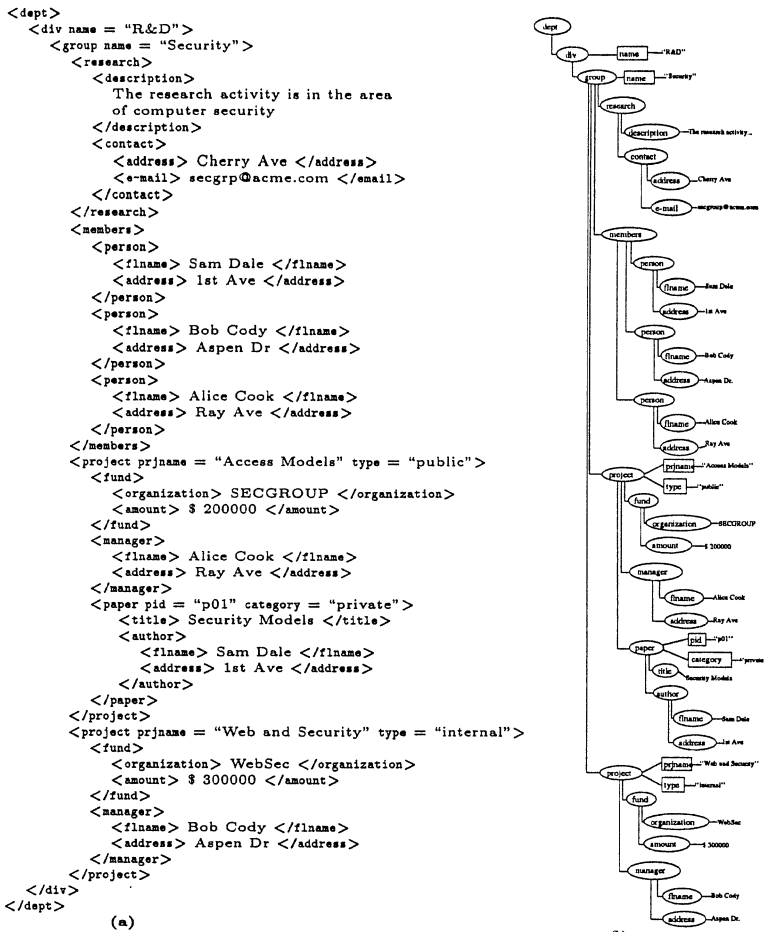 <dept>
<div name = "R&D">
<group name = "Security">
<research>
<description>
The research activity is in the area
of computer security
</description>
<contact>
<address> Cherry Ave </address>
<e-mail> secgrp@acme.com </email>
</contact>
</research>
<members>
<person>
<flname> Sam Dale </flname>
<address> 1st Ave </address>
</person>
<person>
<flname> Bob Cody </flname>
<address> Aspen Dr </address>
</person>
<person>
<flname> Alice Cook </flname>
<address> Ray Ave </address>
</person>
</members>
<project prjname = "Access Models" type = "public">
<fund>
<organization> SECGROUP </organization>
<amount> $ 200000 </amount>
</fund>
<manager>
<flname> Alice Cook </flname>
<address> Ray Ave </address>
</manager>
<paper pid = "p01" category = "private">
<title> Security Models </title>
<author>
<flname> Sam Dale </flname>
<address> 1st Ave </address>
</author>
</paper>
</project>
<project prjname = "Web and Security" type = "internal">
<fund>
<organization> WebSec </organization>
<amount> $ 300000 </amount>
</fund>
<manager>
<flname> Bob Cody </flname>
<address> Aspen Dr </address>
</manager>
</project>
</div>
</dept>
(a)
dept
div name "R&D"
group name "Security"
research
description The research activity...
contact
address Cherry Ave
e-mail secgroup@acme.com
members
person
flname Sam Dale
address 1st Ave
person
flname Bob Cody
address Aspen Dr.
person
flname Alice Cook
address Ray Ave
project prjname "Access Models"
type "public"
fund
organization SECGROUP
amount $ 200000
manager
flname Alice Cook
address Ray Ave
paper pid "p01"
category "private
title Security Models
author
flname Sam Dale
address 1st Ave
project prjname "Web and Security"
type "internal"
fund
organization WebSec
amount $ 300000
manager
flname Bob Cody
address Aspen Dr.